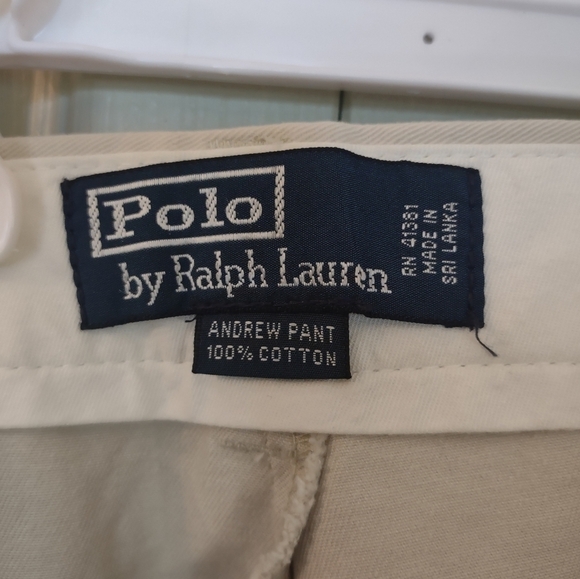 Polo
by Ralph Lauren
RN 41381
MADE IN
SRI LANKA
ANDREW PANT
100% COTTON